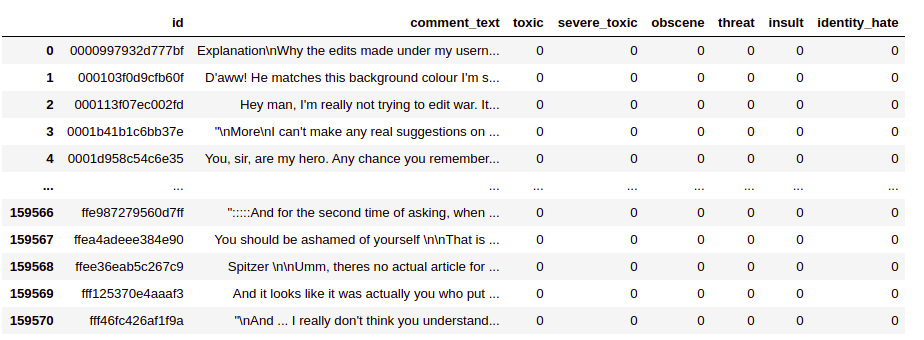 id comment_text toxic severe_toxic obscene threat insult identity_hate
0 0000997932d777bf Explanation\nWhy the edits made under my usern... 0 0 0 0 0 0
1 000103f0d9cfb60f D'aww! He matches this background colour I'm s... 0 0 0 0 0 0
2 000113f07ec002fd Hey man, I'm really not trying to edit war. It... 0 0 0 0 0 0
3 0001b41b1c6bb37e "\nMore\nI can't make any real suggestions on ... 0 0 0 0 0 0
4 0001d958c54c6e35 You, sir, are my hero. Any chance you remember... 0 0 0 0 0 0
... ... ... ... ... ... ... ... ...
159566 ffe987279560d7ff ":::::And for the second time of asking, when ... 0 0 0 0 0 0
159567 ffea4adeee384e90 You should be ashamed of yourself \n\nThat is ... 0 0 0 0 0 0
159568 ffee36eab5c267c9 Spitzer \n\nUmm, theres no actual article for ... 0 0 0 0 0 0
159569 fff125370e4aaaf3 And it looks like it was actually you who put ... 0 0 0 0 0 0
159570 fff46fc426af1f9a "\nAnd ... I really don't think you understand... 0 0 0 0 0 0